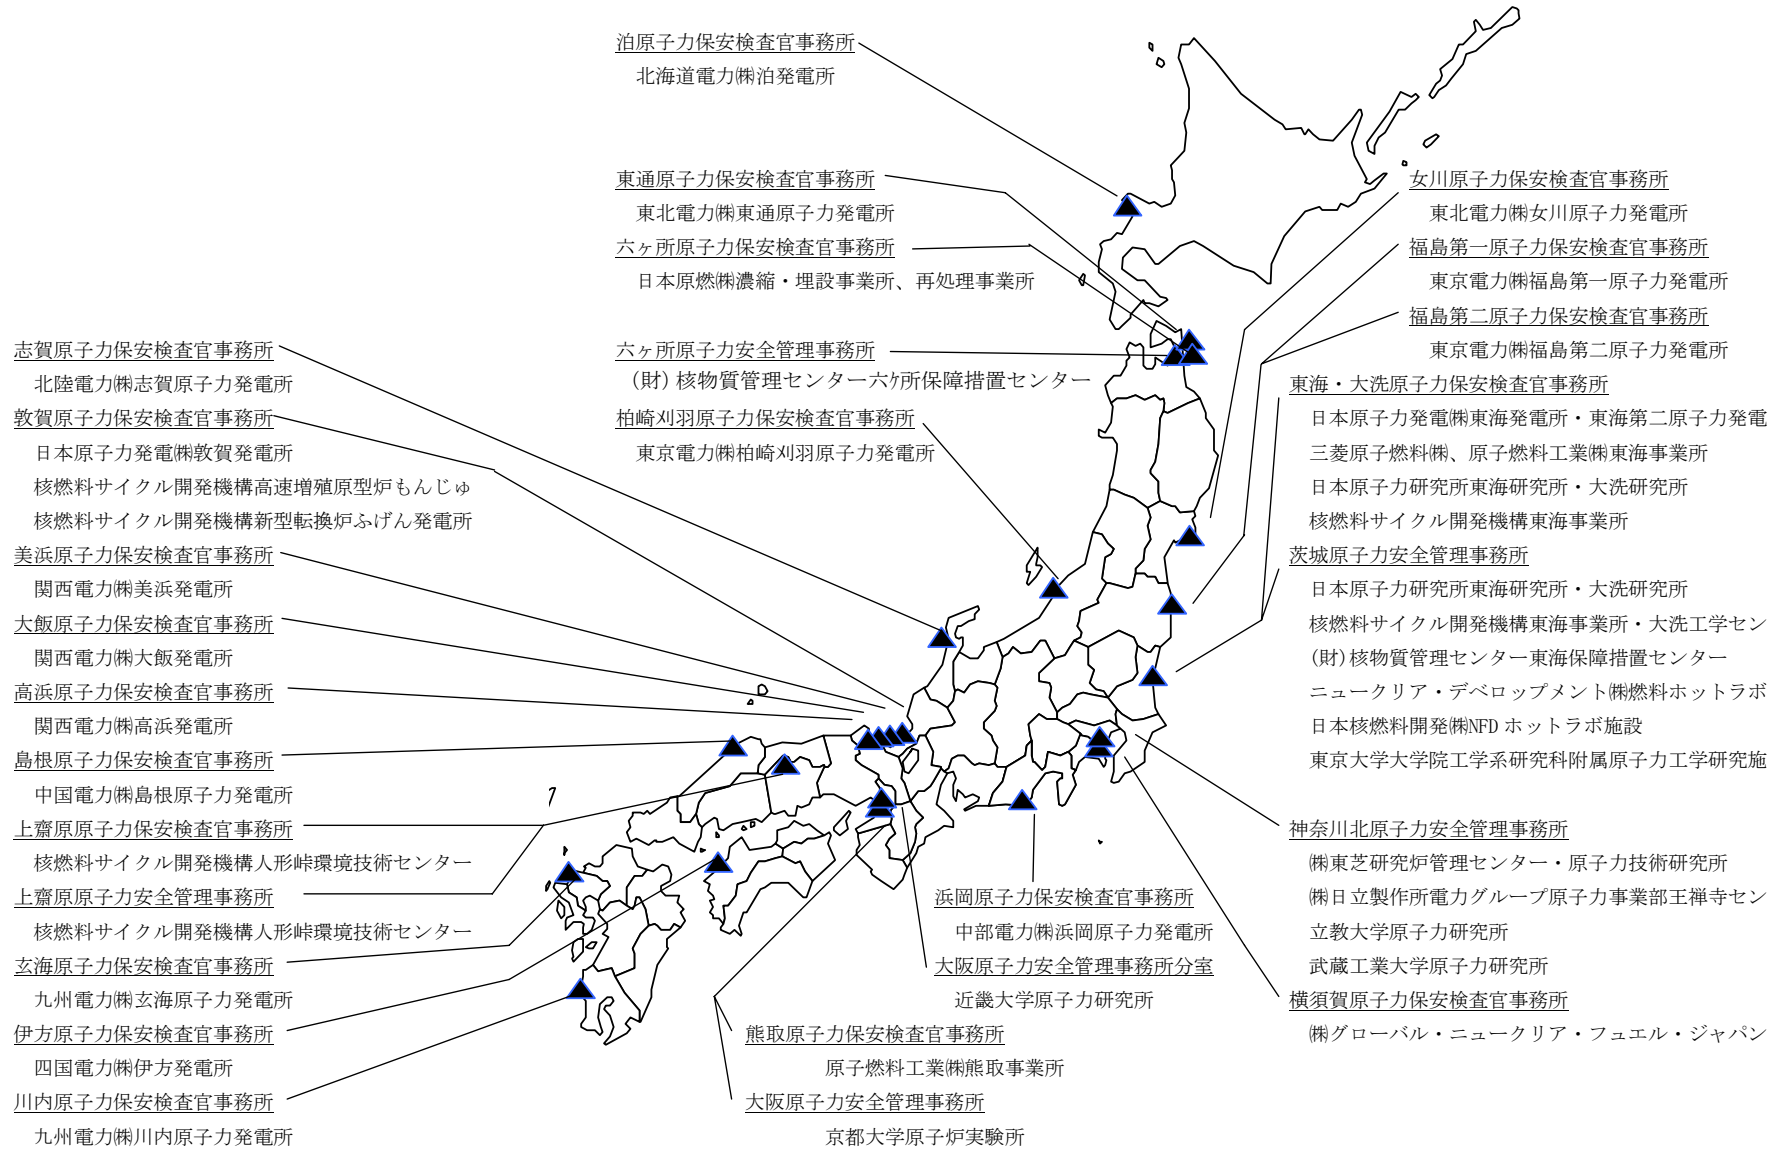 泊原子力保安検査官事務所
北海道電力㈱泊発電所
東通原子力保安検査官事務所
東北電力㈱東通原子力発電所
六ヶ所原子力保安検査官事務所
日本原燃㈱濃縮・埋設事業所、再処理事業所
六ヶ所原子力安全管理事務所
(財)核物質管理センター六ケ所保障措置センター
柏崎刈羽原子力保安検査官事務所
東京電力㈱柏崎刈羽原子力発電所
志賀原子力保安検査官事務所
北陸電力㈱志賀原子力発電所
敦賀原子力保安検査官事務所
日本原子力発電㈱敦賀発電所
核燃料サイクル開発機構高速増殖原型炉もんじゅ
核燃料サイクル開発機構新型転換炉ふげん発電所
美浜原子力保安検査官事務所
関西電力㈱美浜発電所
大飯原子力保安検査官事務所
関西電力㈱大飯発電所
高浜原子力保安検査官事務所
関西電力㈱高浜発電所
島根原子力保安検査官事務所
中国電力㈱島根原子力発電所
上齋原原子力保安検査官事務所
核燃料サイクル開発機構人形峠環境技術センター
上齋原原子力安全管理事務所
核燃料サイクル開発機構人形峠環境技術センター
玄海原子力保安検査官事務所
九州電力㈱玄海原子力発電所
伊方原子力保安検査官事務所
四国電力㈱伊方発電所
川内原子力保安検査官事務所
九州電力㈱川内原子力発電所
女川原子力保安検査官事務所
東北電力㈱女川原子力発電所
福島第一原子力保安検査官事務所
東京電力㈱福島第一原子力発電所
福島第二原子力保安検査官事務所
東京電力㈱福島第二原子力発電所
東海・大洗原子力保安検査官事務所
日本原子力発電㈱東海発電所・東海第二原子力発電
三菱原子燃料㈱、原子燃料工業㈱東海事業所
日本原子力研究所東海研究所・大洗研究所
核燃料サイクル開発機構東海事業所
茨城原子力安全管理事務所
日本原子力研究所東海研究所・大洗研究所
核燃料サイクル開発機構東海事業所・大洗工学セン
(財)核物質管理センター東海保障措置センター
ニュークリア・デベロップメント㈱燃料ホットラボ
日本核燃料開発㈱NFDホットラボ施設
東京大学大学院工学系研究科附属原子力工学研究施
神奈川北原子力安全管理事務所
㈱東芝研究炉管理センター・原子力技術研究所
㈱日立製作所電力グループ原子力事業部王禅寺セン
立教大学原子力研究所
武蔵工業大学原子力研究所
横須賀原子力保安検査官事務所
㈱グローバル・ニュークリア・フュエル・ジャパン
浜岡原子力保安検査官事務所
中部電力㈱浜岡原子力発電所
大阪原子力安全管理事務所分室
近畿大学原子力研究所
熊取原子力保安検査官事務所
原子燃料工業㈱熊取事業所
大阪原子力安全管理事務所
京都大学原子炉実験所